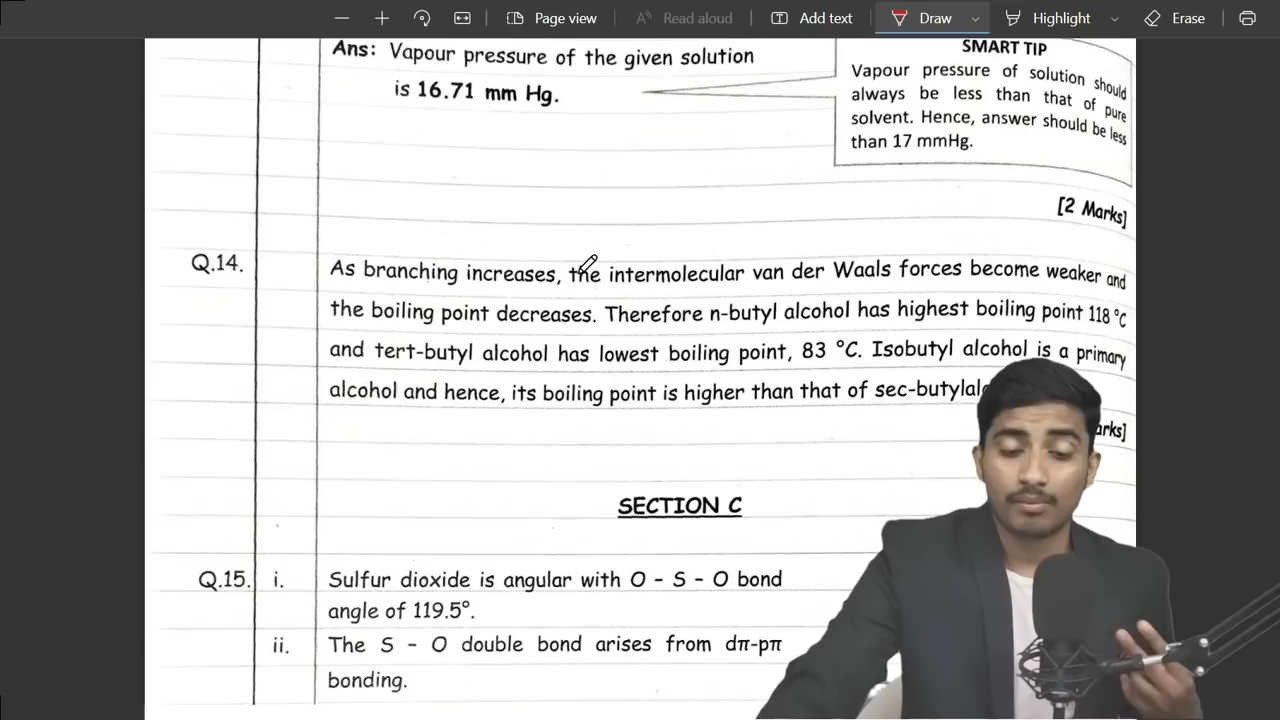 Page view
Read aloud
Add text
Draw
Highlight
Erase
Ans: Vapour pressure of the given solution
is 16.71 mm Hg.
SMART TIP
Vapour pressure of solution should
always be less than that of pure
solvent. Hence, answer should be less
than 17 mmHg.
[2 Marks]
Q.14.
As branching increases, the intermolecular van der Waals forces become weaker and
the boiling point decreases. Therefore n-butyl alcohol has highest boiling point 118 °C
and tert-butyl alcohol has lowest boiling point, 83 °C. Isobutyl alcohol is a primary
alcohol and hence, its boiling point is higher than that of
SECTION C
Q.15. i. Sulfur dioxide is angular with O - S - O bond
angle of 119.5°.
ii. The S - O double bond arises from dπ-pπ
bonding.